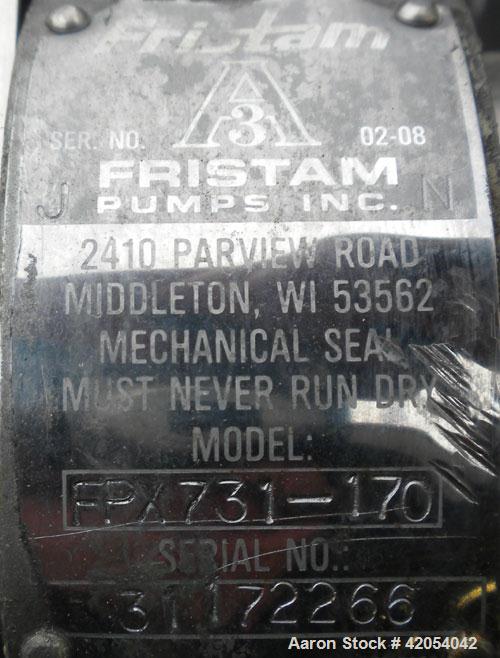 Fristam
A
3
SER. NO. 02-08
FRISTAM
J PUMPS INC. N
2410 PARVIEW ROAD
MIDDLETON, WI 53562
MECHANICAL SEAL
MUST NEVER RUN DRY
MODEL:
FPX731-170
SERIAL NO.:
31172266
Aaron Stock # 42054042